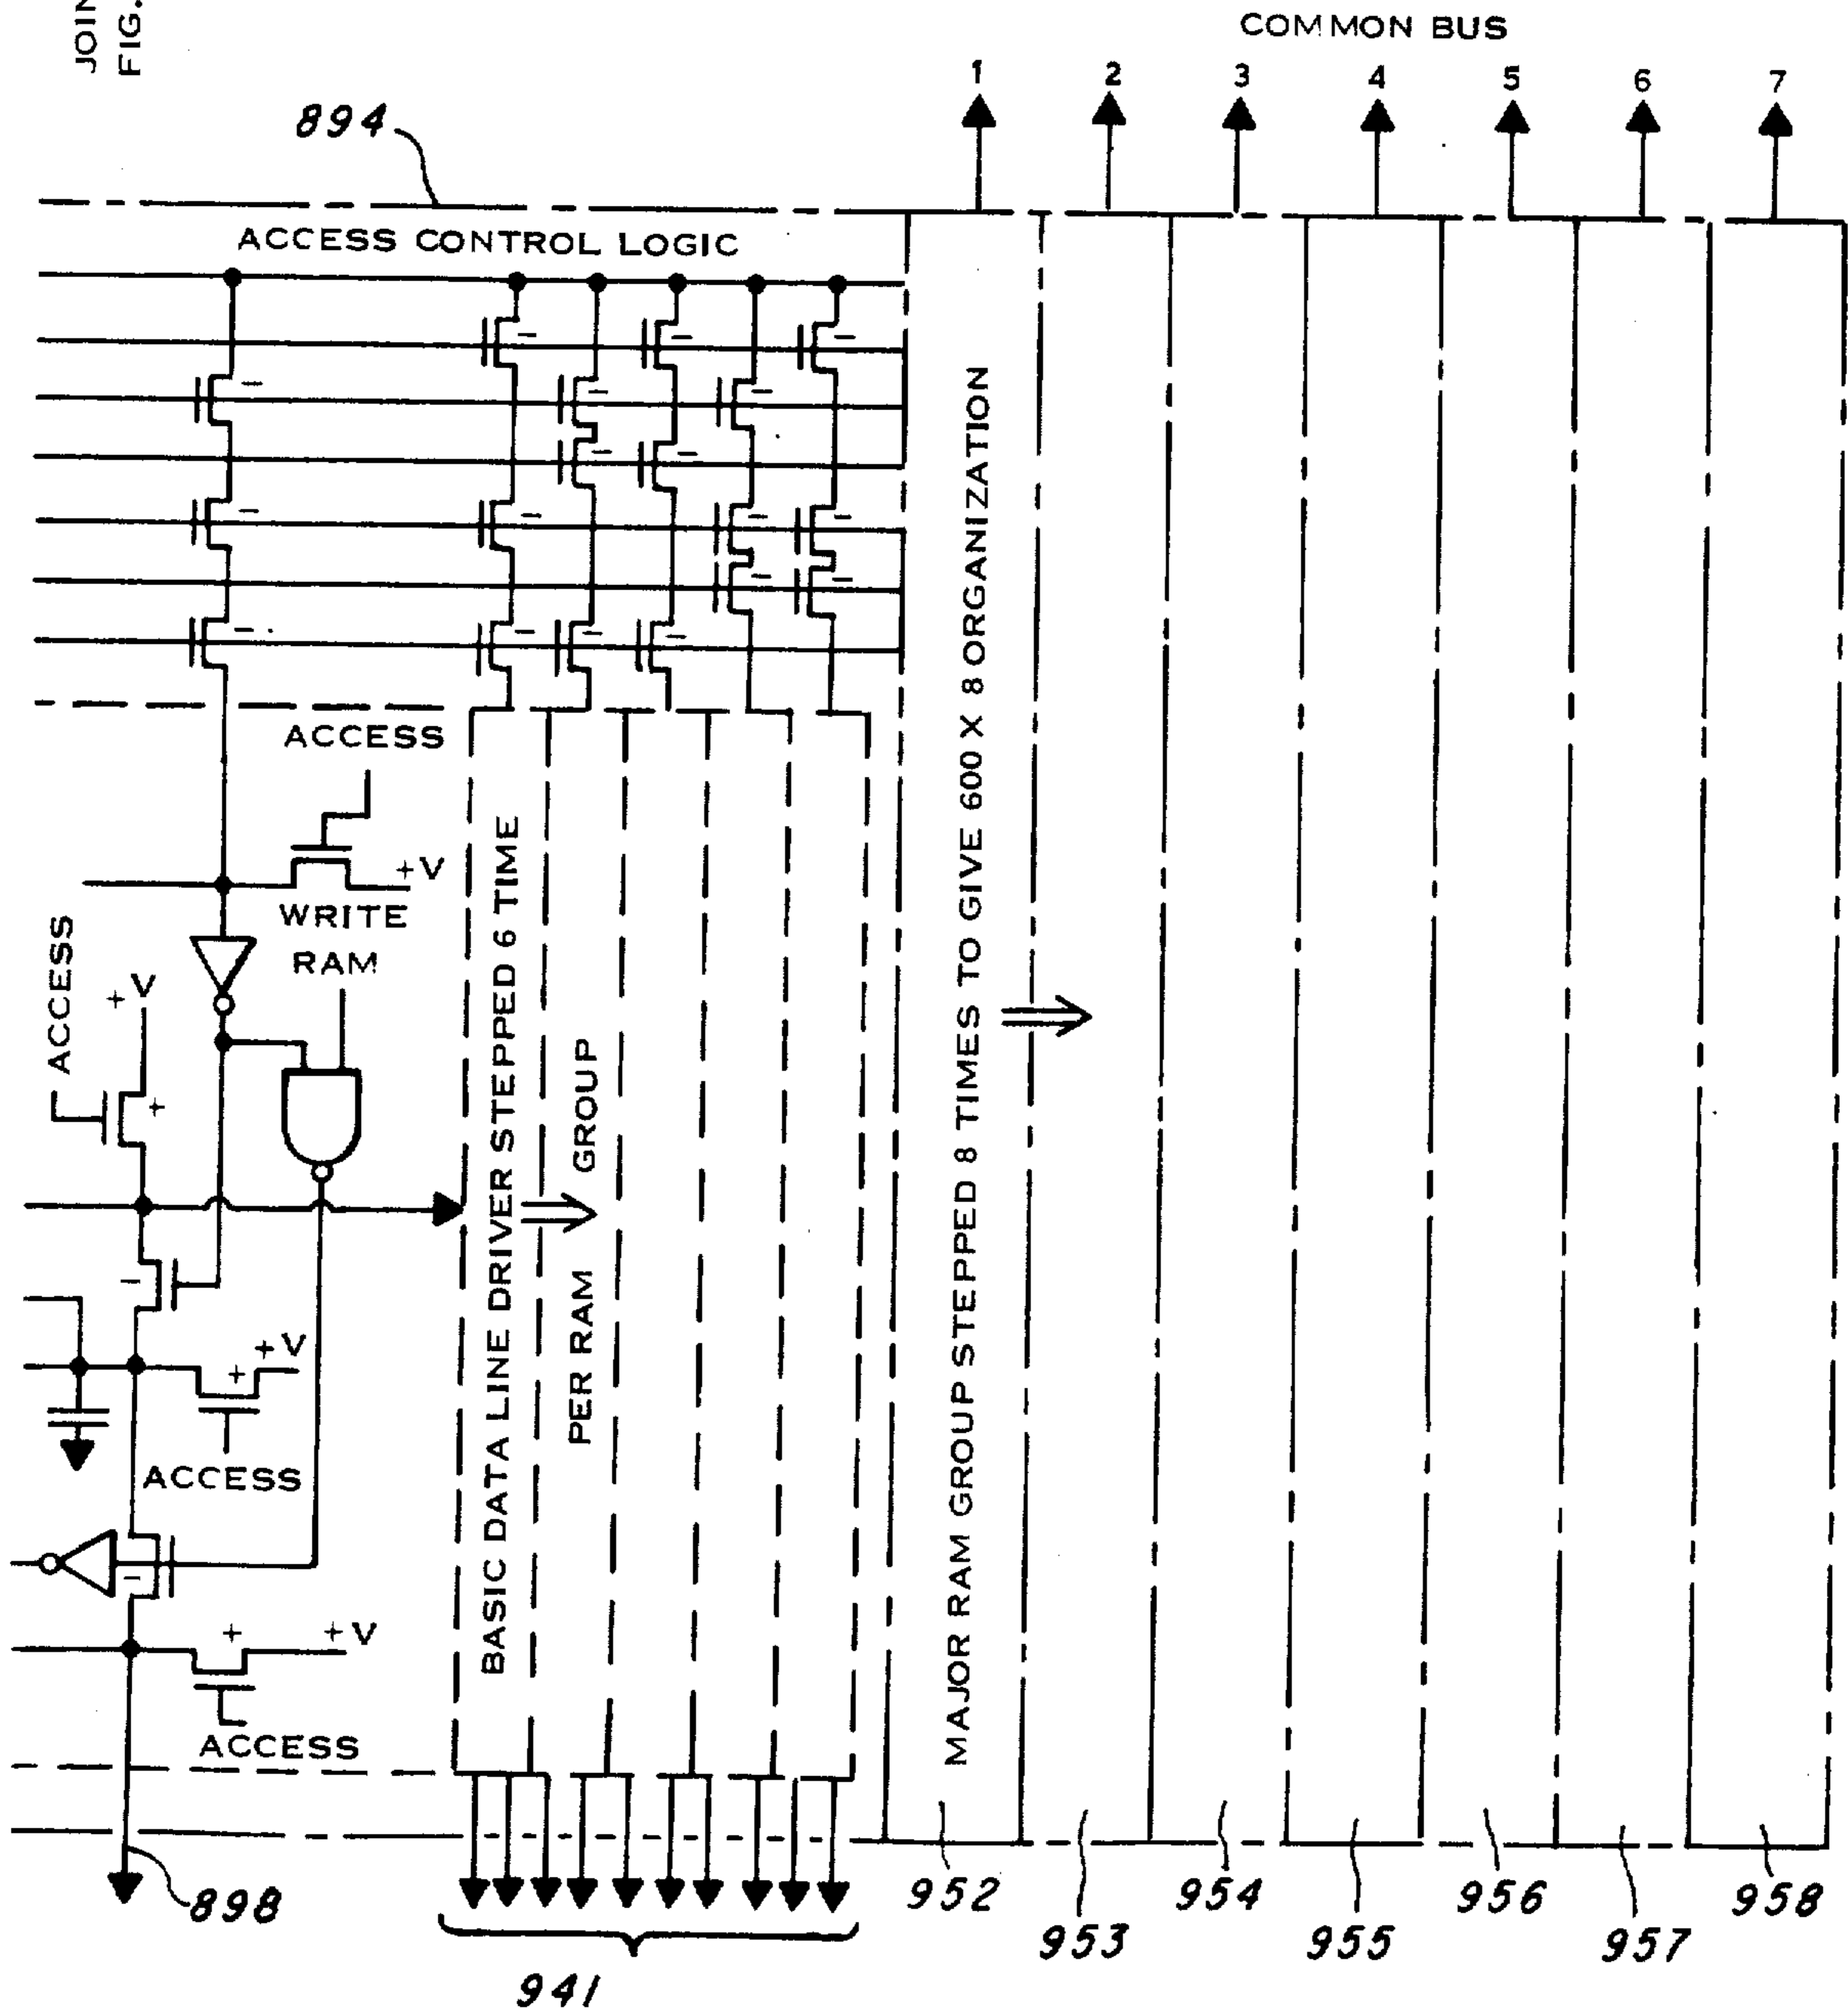 JOIN
FIG.
COMMON BUS
1 2 3 4 5 6 7
894
ACCESS CONTROL LOGIC
ACCESS
+V
WRITE
RAM
ACCESS
+V
+
+V
+
ACCESS
+
+V
ACCESS
BASIC DATA LINE DRIVER STEPPED 6 TIME
PER RAM GROUP
MAJOR RAM GROUP STEPPED 8 TIMES TO GIVE 600 X 8 ORGANIZATION
898
941
952
953
954
955
956
957
958